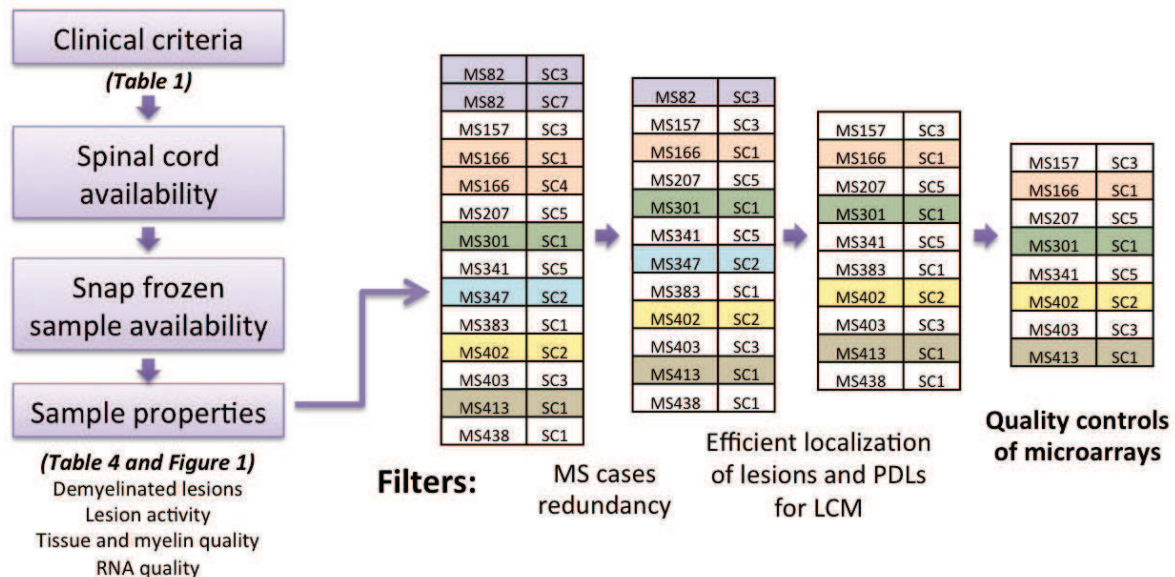 Clinical criteria
(Table 1)
Spinal cord
availability
Snap frozen
sample availability
Sample properties
(Table 4 and Figure 1)
Demyelinated lesions
Lesion activity
Tissue and myelin quality
RNA quality
MS82 SC3
MS82 SC7
MS157 SC3
MS166 SC1
MS166 SC4
MS207 SC5
MS301 SC1
MS341 SC5
MS347 SC2
MS383 SC1
MS402 SC2
MS403 SC3
MS413 SC1
MS438 SC1
Filters:
MS cases
redundancy
MS82 SC3
MS157 SC3
MS166 SC1
MS207 SC5
MS301 SC1
MS341 SC5
MS347 SC2
MS383 SC1
MS402 SC2
MS403 SC3
MS413 SC1
MS438 SC1
Efficient localization
of lesions and PDLs
for LCM
MS157 SC3
MS166 SC1
MS207 SC5
MS301 SC1
MS341 SC5
MS383 SC1
MS402 SC2
MS403 SC3
MS413 SC1
MS438 SC1
Quality controls
of microarrays
MS157 SC3
MS166 SC1
MS207 SC5
MS301 SC1
MS341 SC5
MS402 SC2
MS403 SC3
MS413 SC1